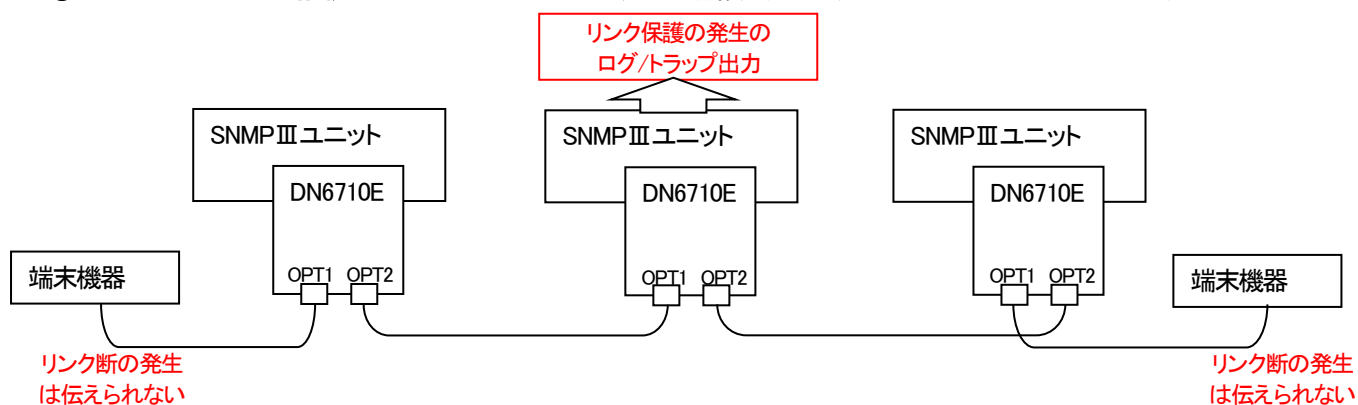 リンク保護の発生の
ログ/トラップ出力
SNMPⅢユニット
SNMPⅢユニット
SNMPⅢユニット
DN6710E
DN6710E
DN6710E
端末機器
OPT1 OPT2
OPT1 OPT2
OPT1 OPT2
端末機器
リンク断の発生
は伝えられない
リンク断の発生
は伝えられない